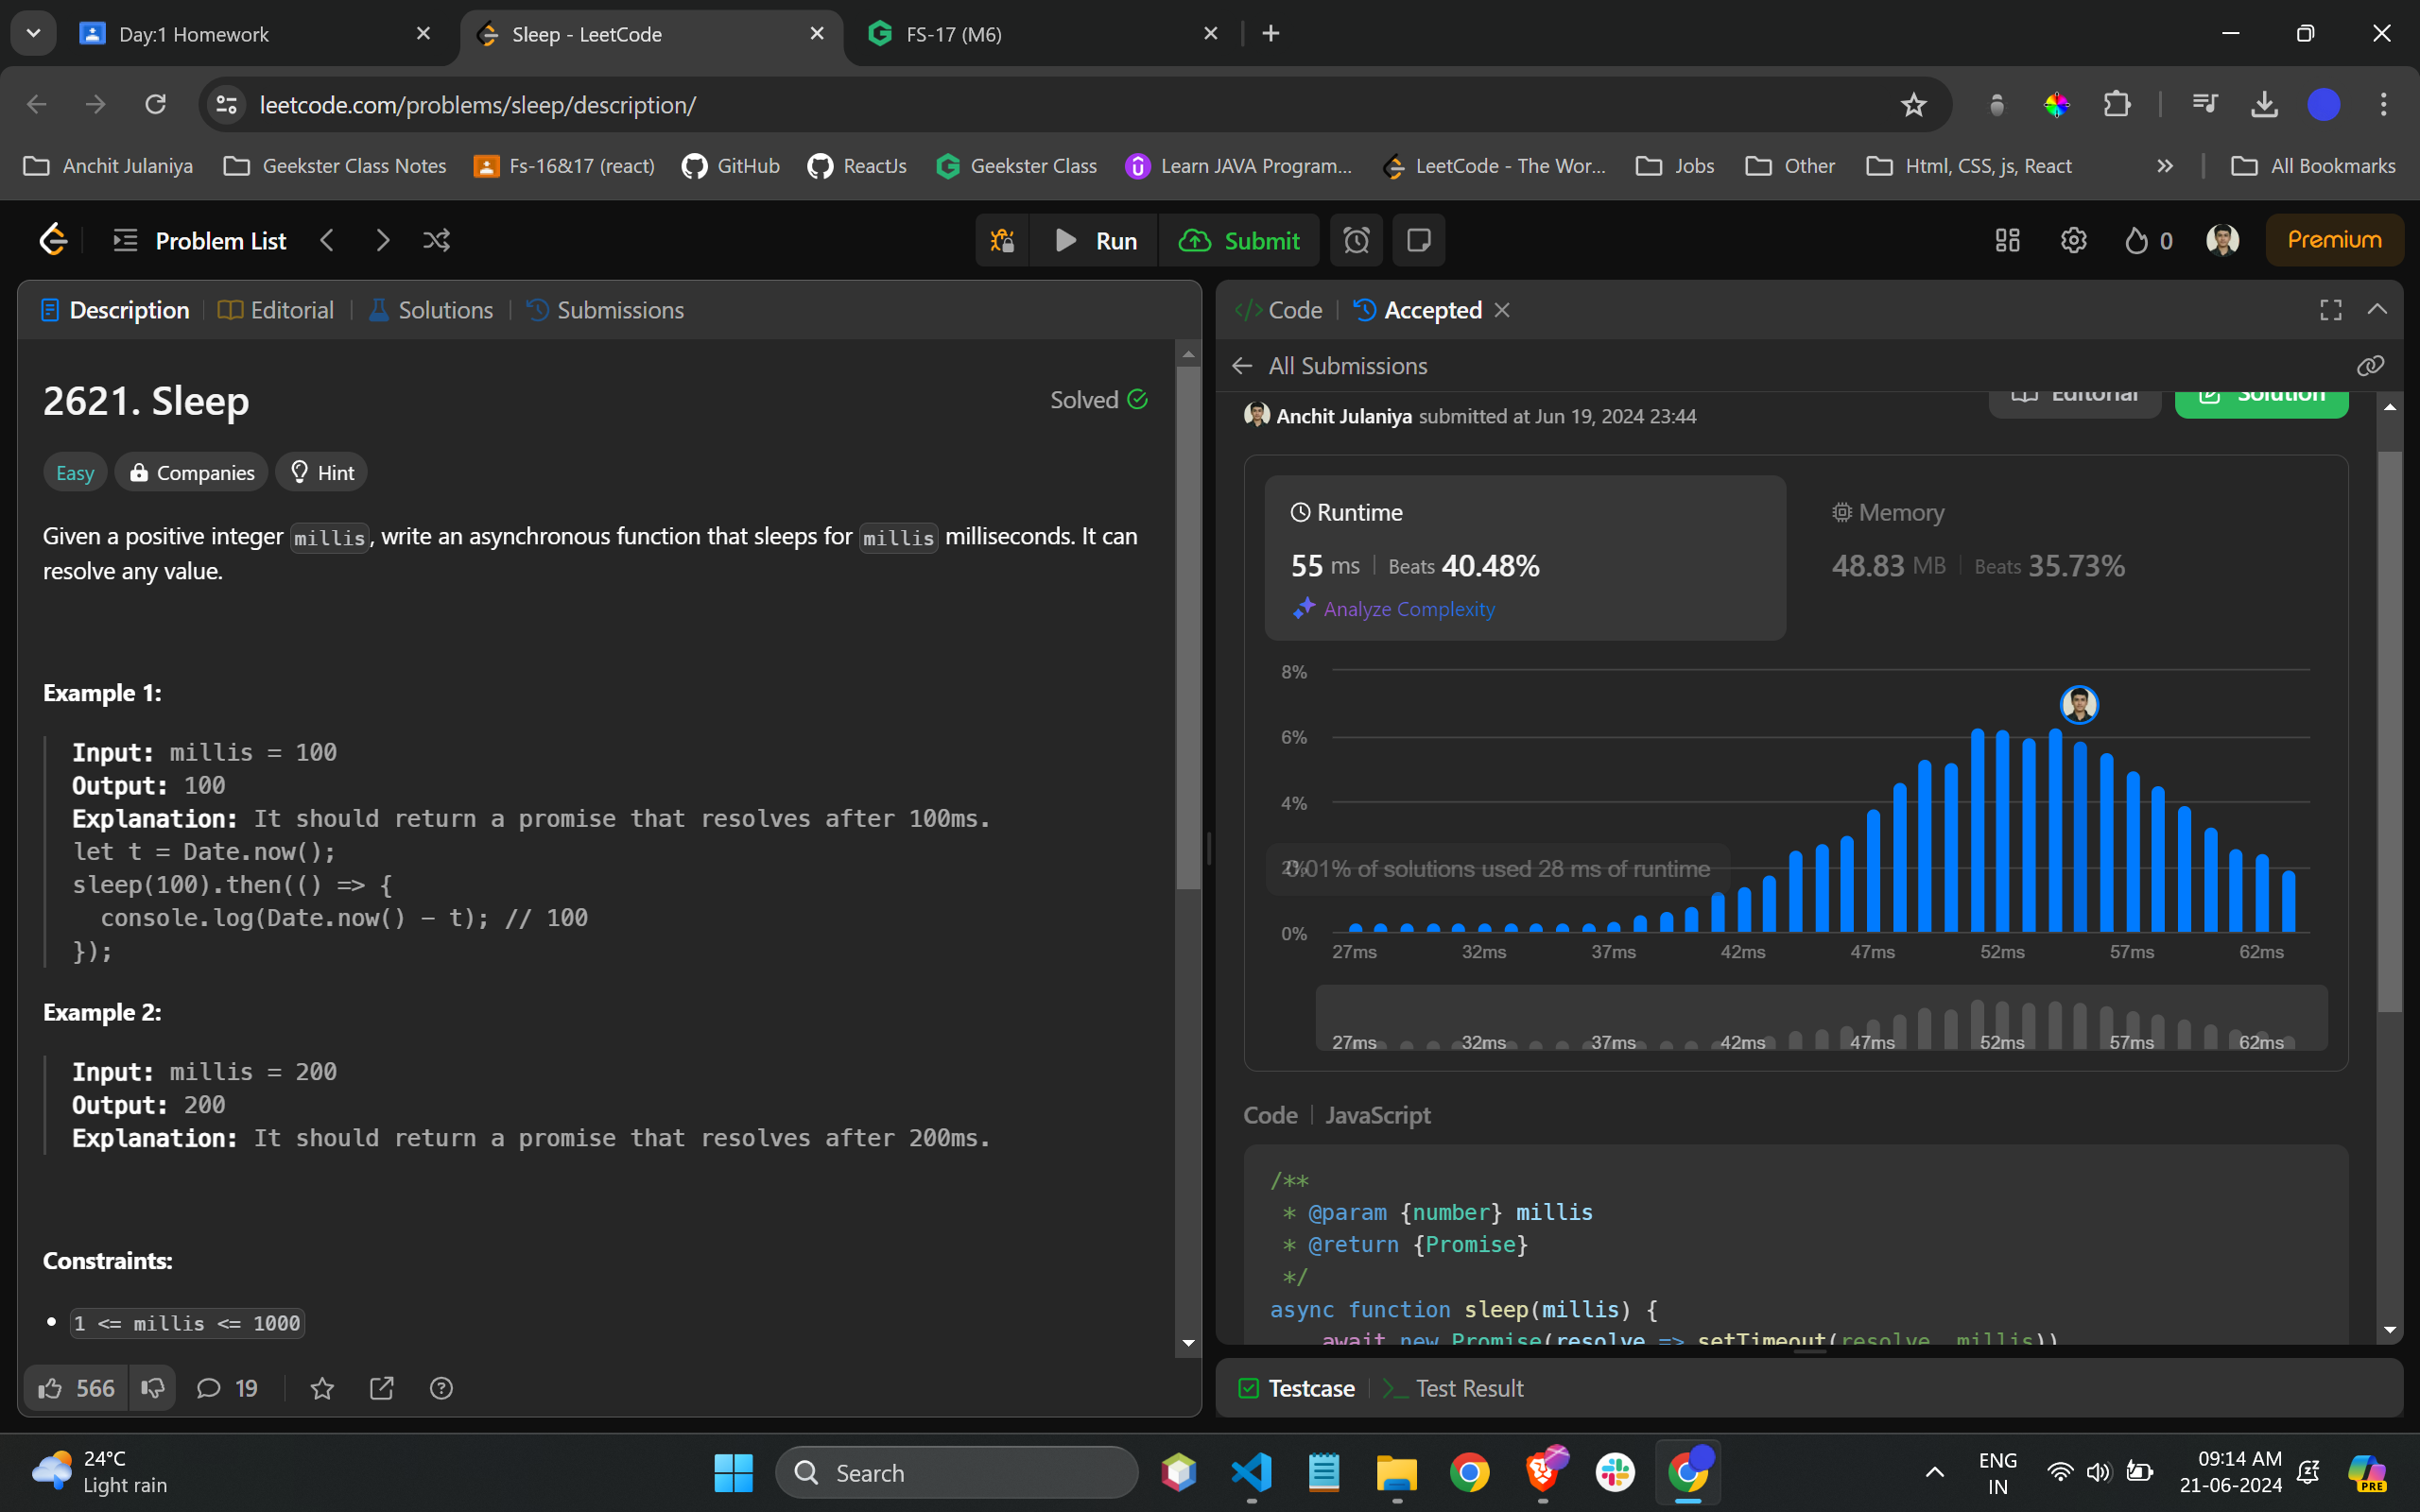 Day:1 Homework
Sleep - LeetCode
FS-17 (M6)
leetcode.com/problems/sleep/description/
Anchit Julaniya
Geekster Class Notes
Fs-16&17 (react)
GitHub
ReactJs
Geekster Class
Learn JAVA Program...
LeetCode - The Wor...
Jobs
Other
Html, CSS, js, React
All Bookmarks
Problem List
Run
Submit
0
Premium
Description
Editorial
Solutions
Submissions
2621. Sleep
Solved
Easy
Companies
Hint
Given a positive integer millis, write an asynchronous function that sleeps for millis milliseconds. It can
resolve any value.
Example 1:
Input: millis = 100
Output: 100
Explanation: It should return a promise that resolves after 100ms.
let t = Date.now();
sleep(100).then(() => {
  console.log(Date.now() - t); // 100
});
Example 2:
Input: millis = 200
Output: 200
Explanation: It should return a promise that resolves after 200ms.
Constraints:
1 <= millis <= 1000
566
19
Code
Accepted
All Submissions
Editorial
Solution
Anchit Julaniya submitted at Jun 19, 2024 23:44
Runtime
55 ms | Beats 40.48%
Analyze Complexity
Memory
48.83 MB | Beats 35.73%
8%
6%
4%
2%
0.01% of solutions used 28 ms of runtime
0%
27ms 32ms 37ms 42ms 47ms 52ms 57ms 62ms
27ms 32ms 37ms 42ms 47ms 52ms 57ms 62ms
Code | JavaScript
/**
 * @param {number} millis
 * @return {Promise}
 */
async function sleep(millis) {
    await new Promise(resolve => setTimeout(resolve, millis))
Testcase
Test Result
24°C
Light rain
Search
ENG
IN
09:14 AM
21-06-2024
PRE